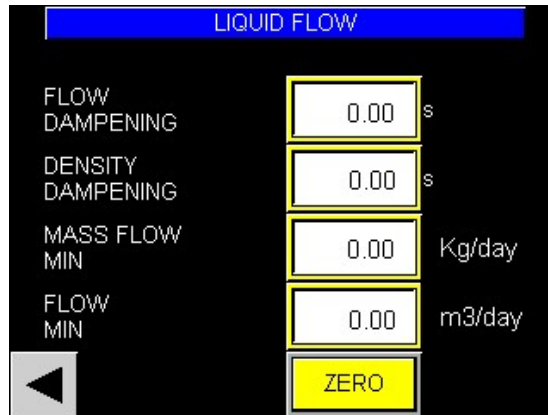 LIQUID FLOW
FLOW
DAMPENING
0.00 s
DENSITY
DAMPENING
0.00 s
MASS FLOW
MIN
0.00 Kg/day
FLOW
MIN
0.00 m3/day
ZERO